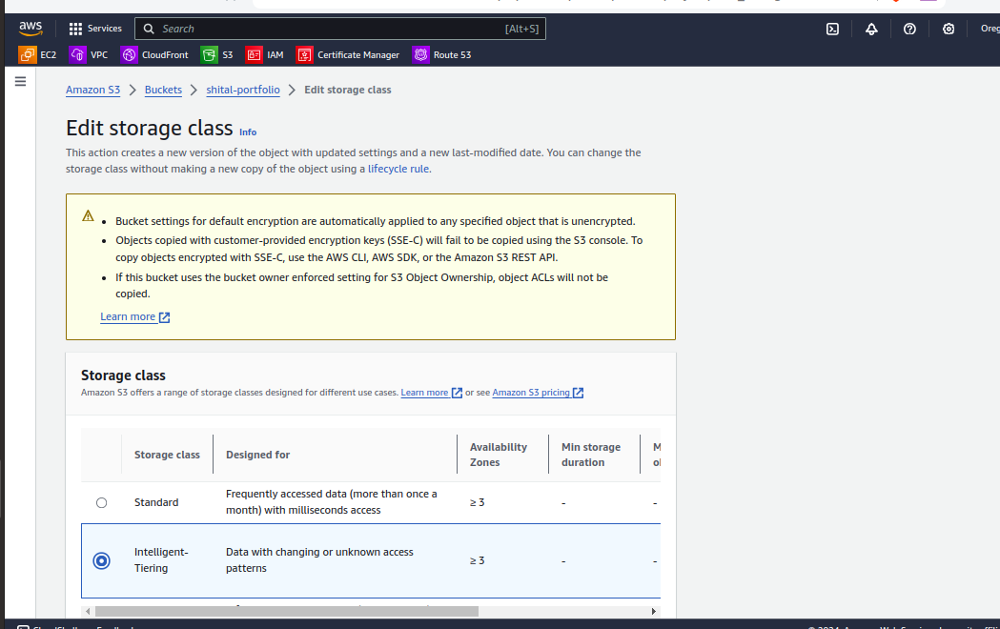 aws Services Search [Alt+S] Oreg
EC2 VPC CloudFront S3 IAM Certificate Manager Route 53
Amazon S3 > Buckets > shital-portfolio > Edit storage class
Edit storage class Info
This action creates a new version of the object with updated settings and a new last-modified date. You can change the
storage class without making a new copy of the object using a lifecycle rule.
• Bucket settings for default encryption are automatically applied to any specified object that is unencrypted.
• Objects copied with customer-provided encryption keys (SSE-C) will fail to be copied using the S3 console. To
copy objects encrypted with SSE-C, use the AWS CLI, AWS SDK, or the Amazon S3 REST API.
• If this bucket uses the bucket owner enforced setting for S3 Object Ownership, object ACLs will not be
copied.
Learn more
Storage class
Amazon S3 offers a range of storage classes designed for different use cases. Learn more or see Amazon S3 pricing
Storage class Designed for Availability Zones Min storage duration M
Standard Frequently accessed data (more than once a
month) with milliseconds access ≥ 3 - -
Intelligent-
Tiering Data with changing or unknown access
patterns ≥ 3 - -